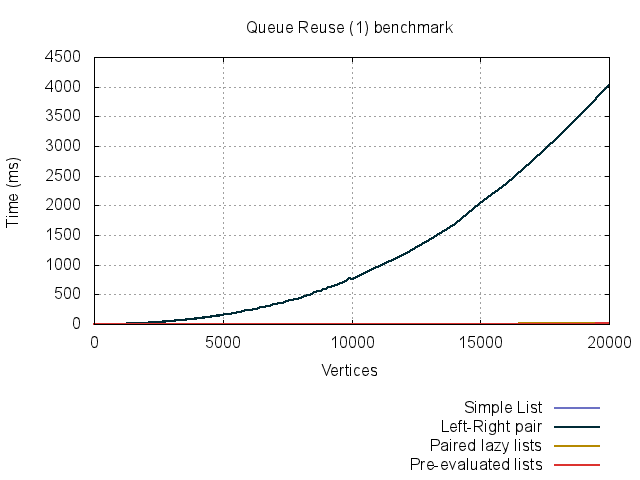 Queue Reuse (1) benchmark
4500
4000
3500
3000
2500
2000
1500
1000
500
0
Time (ms)
0 5000 10000 15000 20000
Vertices
Simple List
Left-Right pair
Paired lazy lists
Pre-evaluated lists